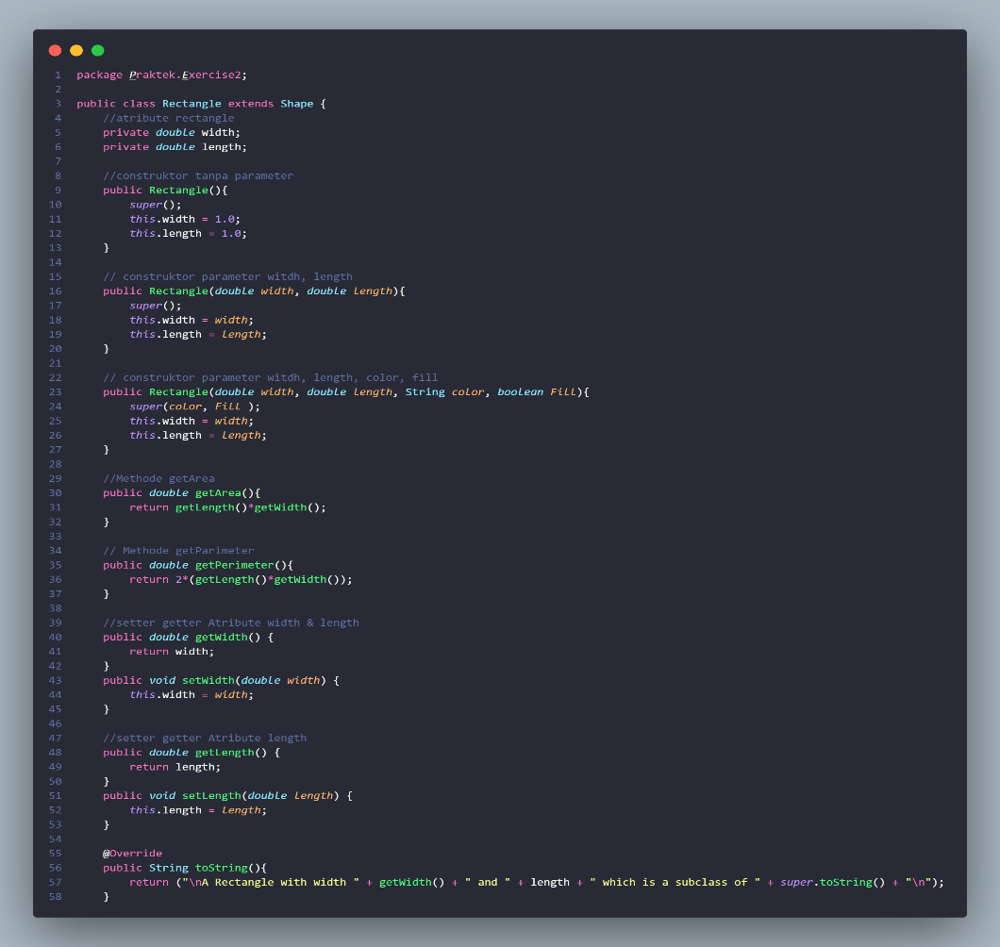 1 package Praktek.Exercise2;
2
3 public class Rectangle extends Shape {
4     //atribute rectangle
5     private double width;
6     private double length;
7
8     //construktor tanpa parameter
9     public Rectangle(){
10         super();
11         this.width = 1.0;
12         this.length = 1.0;
13     }
14
15     // construktor parameter witdh, length
16     public Rectangle(double width, double length){
17         super();
18         this.width = width;
19         this.length = length;
20     }
21
22     // construktor parameter witdh, length, color, fill
23     public Rectangle(double width, double length, String color, boolean Fill){
24         super(color, Fill );
25         this.width = width;
26         this.length = length;
27     }
28
29     //Methode getArea
30     public double getArea(){
31         return getLength()*getWidth();
32     }
33
34     // Methode getParimeter
35     public double getPerimeter(){
36         return 2*(getLength()*getWidth());
37     }
38
39     //setter getter Atribute width & length
40     public double getWidth() {
41         return width;
42     }
43     public void setWidth(double width) {
44         this.width = width;
45     }
46
47     //setter getter Atribute length
48     public double getLength() {
49         return length;
50     }
51     public void setLength(double length) {
52         this.length = length;
53     }
54
55     @Override
56     public String toString(){
57         return ("\nA Rectangle with width " + getWidth() + " and " + length + " which is a subclass of " + super.toString() + "\n");
58     }